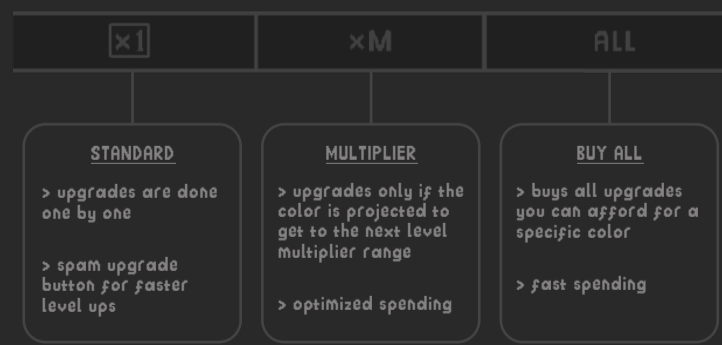 ×1
×M
ALL
STANDARD
> upgrades are done
one by one
> spam upgrade
button for faster
level ups
MULTIPLIER
> upgrades only if the
color is projected to
get to the next level
multiplier range
> optimized spending
BUY ALL
> buys all upgrades
you can afford for a
specific color
> fast spending